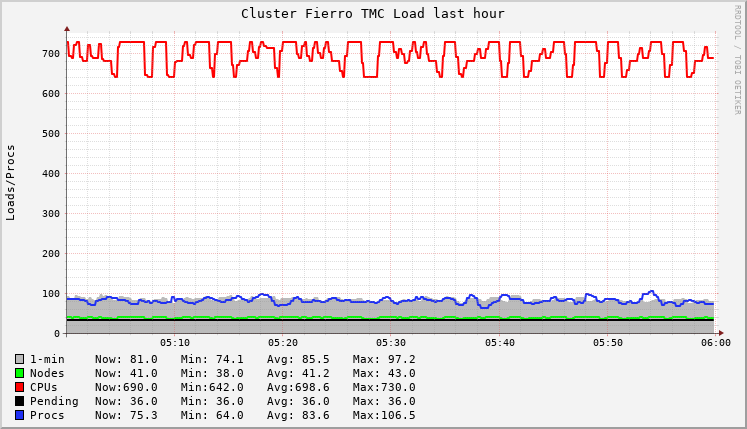 Cluster Fierro TMC Load last hour
RRDTOOL / TOBI OETIKER
Loads/Procs
700
600
500
400
300
200
100
0
05:10 05:20 05:30 05:40 05:50 06:00
1-min Now: 81.0 Min: 74.1 Avg: 85.5 Max: 97.2
Nodes Now: 41.0 Min: 38.0 Avg: 41.2 Max: 43.0
CPUs Now:690.0 Min:642.0 Avg:698.6 Max:730.0
Pending Now: 36.0 Min: 36.0 Avg: 36.0 Max: 36.0
Procs Now: 75.3 Min: 64.0 Avg: 83.6 Max:106.5